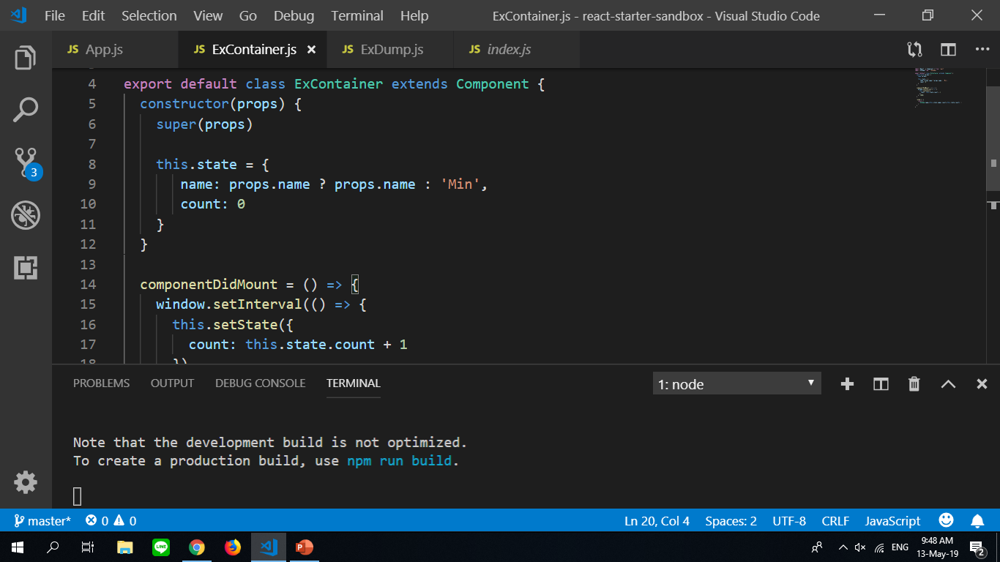 File Edit Selection View Go Debug Terminal Help ExContainer.js - react-starter-sandbox - Visual Studio Code
JS App.js JS ExContainer.js JS ExDump.js JS index.js
4 export default class ExContainer extends Component {
5 constructor(props) {
6 super(props)
7
8 this.state = {
9 name: props.name ? props.name : 'Min',
10 count: 0
11 }
12 }
13
14 componentDidMount = () => {
15 window.setInterval(() => {
16 this.setState({
17 count: this.state.count + 1
18 })
3
PROBLEMS OUTPUT DEBUG CONSOLE TERMINAL 1: node
Note that the development build is not optimized.
To create a production build, use npm run build.
master* 0 0 Ln 20, Col 4 Spaces: 2 UTF-8 CRLF JavaScript
LINE P ENG 9:48 AM
13-May-19 2